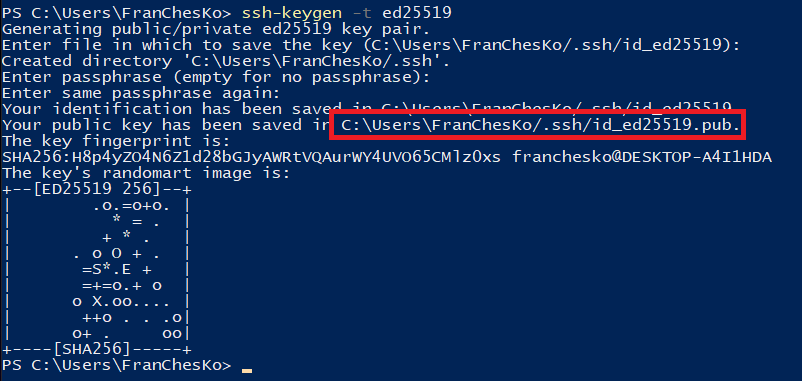 PS C:\Users\FranChesKo> ssh-keygen -t ed25519
Generating public/private ed25519 key pair.
Enter file in which to save the key (C:\Users\FranChesKo/.ssh/id_ed25519):
Created directory 'C:\Users\FranChesKo/.ssh'.
Enter passphrase (empty for no passphrase):
Enter same passphrase again:
Your identification has been saved in C:\Users\FranChesKo/.ssh/id_ed25519.
Your public key has been saved in C:\Users\FranChesKo/.ssh/id_ed25519.pub.
The key fingerprint is:
SHA256:H8p4yZO4N6Z1d28bGJyAWRtVQAurWY4UVO65CMlzOxs franchesko@DESKTOP-A4I1HDA
The key's randomart image is:
+--[ED25519 256]--+
|        .o.=o+o. |
|          * = .  |
|         + * .   |
|      . o O + .  |
|       =S*.E +   |
|       =+=o.+ o  |
|      o X.oo.... |
|       ++o . . .o|
|      o+ .     oo|
+----[SHA256]-----+
PS C:\Users\FranChesKo> _